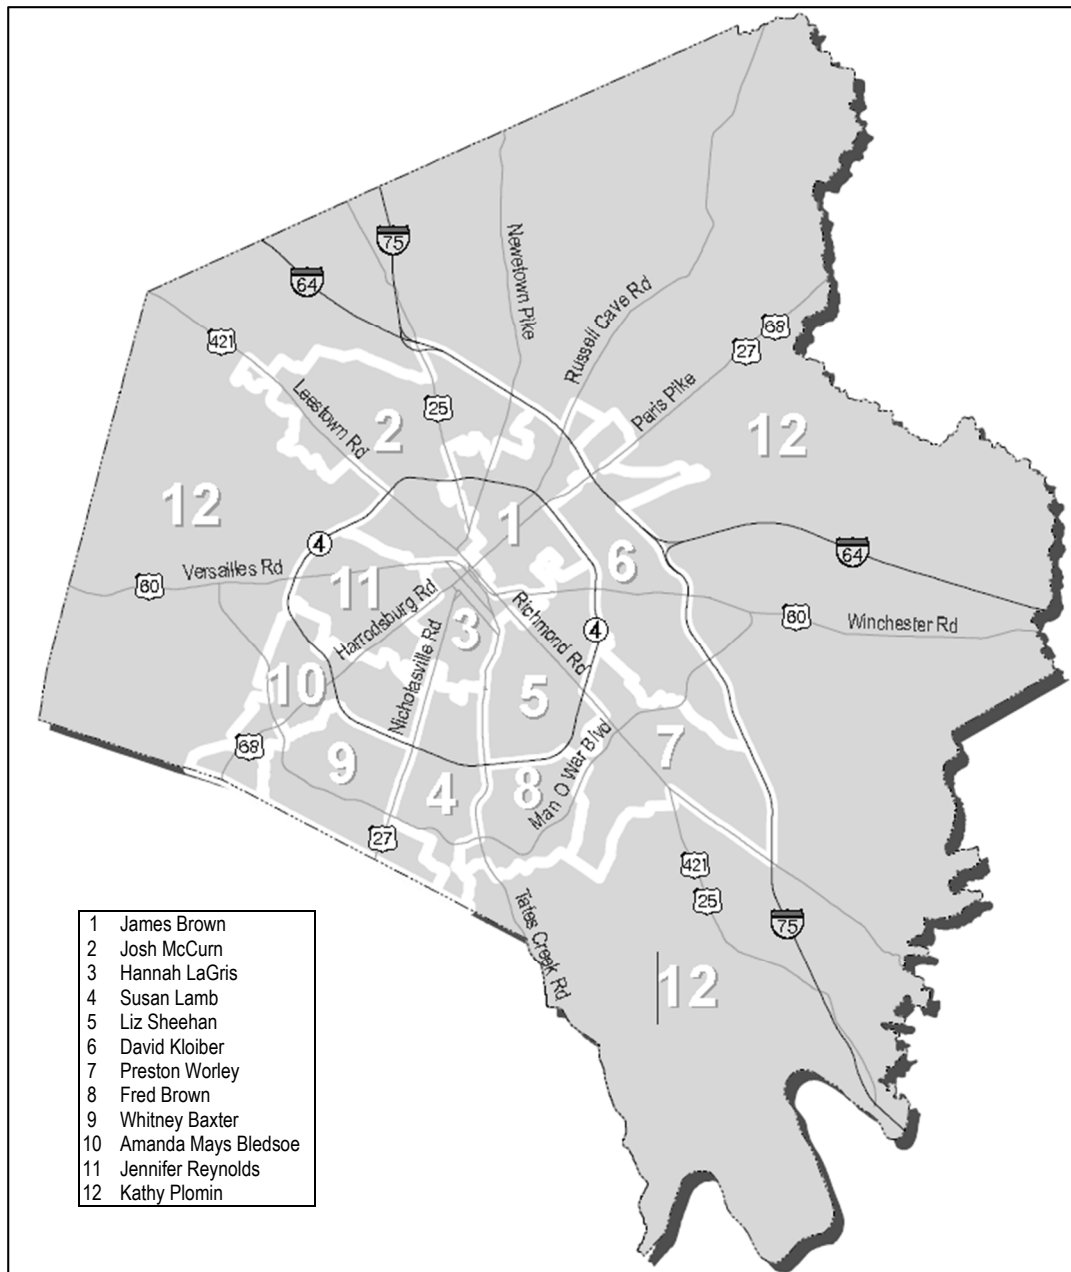 75
64
Newetown Pike
Russell Cave Rd
68
27
421
Paris Pike
Leestown Rd
25
2
12
12
1
4
64
6
Versailles Rd
60
11
Harrodsburg Rd
Richmond Rd
60
Winchester Rd
3
4
Nicholasville Rd
10
5
68
9
7
Man O War Blvd
4
8
27
421
25
75
Tates Creek Rd
12
1 James Brown
2 Josh McCurn
3 Hannah LaGris
4 Susan Lamb
5 Liz Sheehan
6 David Kloiber
7 Preston Worley
8 Fred Brown
9 Whitney Baxter
10 Amanda Mays Bledsoe
11 Jennifer Reynolds
12 Kathy Plomin